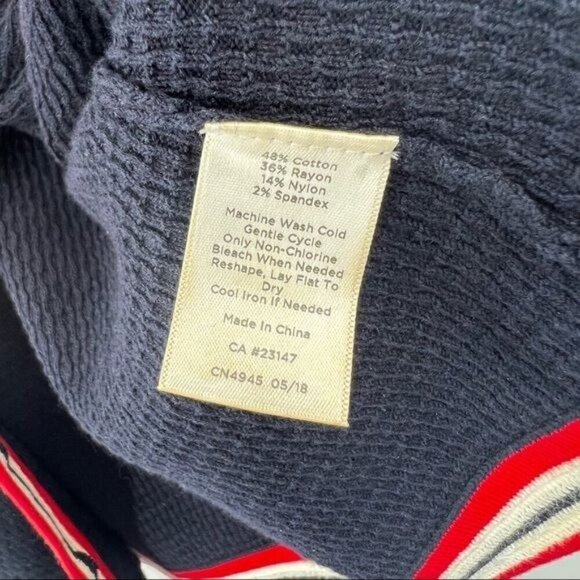 48% Cotton
36% Rayon
14% Nylon
2% Spandex
Machine Wash Cold
Gentle Cycle
Only Non-Chlorine
Bleach When Needed
Reshape, Lay Flat To
Dry
Cool Iron If Needed
Made In China
CA #23147
CN4945 05/18